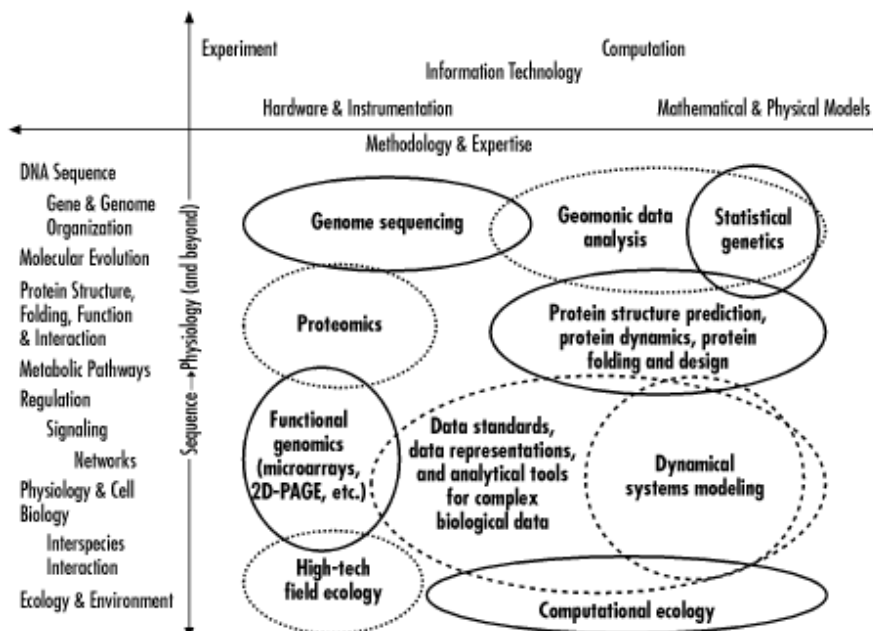 Experiment
Computation
Information Technology
Hardware & Instrumentation
Mathematical & Physical Models
Methodology & Expertise
Sequence → Physiology (and beyond)
DNA Sequence
Gene & Genome
Organization
Molecular Evolution
Protein Structure,
Folding, Function
& Interaction
Metabolic Pathways
Regulation
Signaling
Networks
Physiology & Cell
Biology
Interspecies
Interaction
Ecology & Environment
Genome sequencing
Geomonic data
analysis
Statistical
genetics
Proteomics
Protein structure prediction,
protein dynamics, protein
folding and design
Functional
genomics
(microarrays,
2D-PAGE, etc.)
Data standards,
data representations,
and analytical tools
for complex
biological data
Dynamical
systems modeling
High-tech
field ecology
Computational ecology